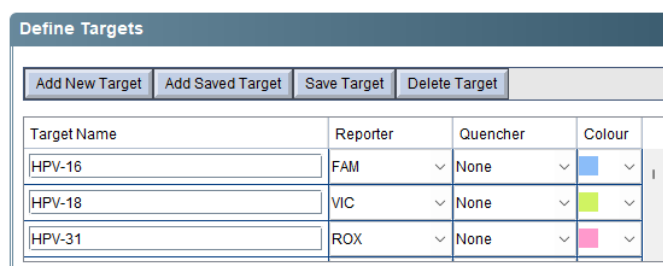 Define Targets
Add New Target Add Saved Target Save Target Delete Target
Target Name Reporter Quencher Colour
HPV-16 FAM None
HPV-18 VIC None
HPV-31 ROX None